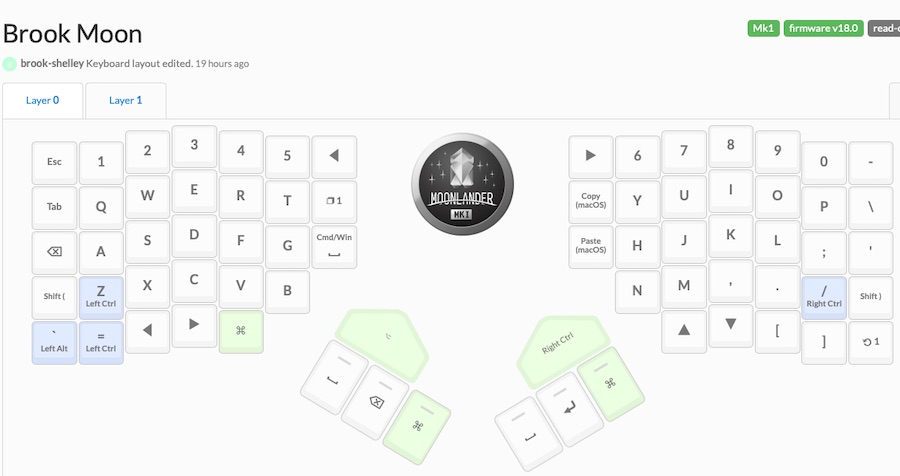 Brook Moon
Mk1 firmware v18.0
brook-shelley Keyboard layout edited. 19 hours ago
Layer 0 Layer 1
Esc 1 2 3 4 5 ◀ ▶ 6 7 8 9 0 -
Tab Q W E R T 1 Copy (macOS) Y U I O P \
A S D F G Cmd/Win Paste (macOS) H J K L ; '
Shift ( Z Left Ctrl X C V B N M , . / Right Ctrl Shift )
` Left Alt = Left Ctrl ◀ ▶ ⌘ ▲ ▼ [ ] 1
MOONLANDER
MK I
Right Ctrl
⌘ ⌘